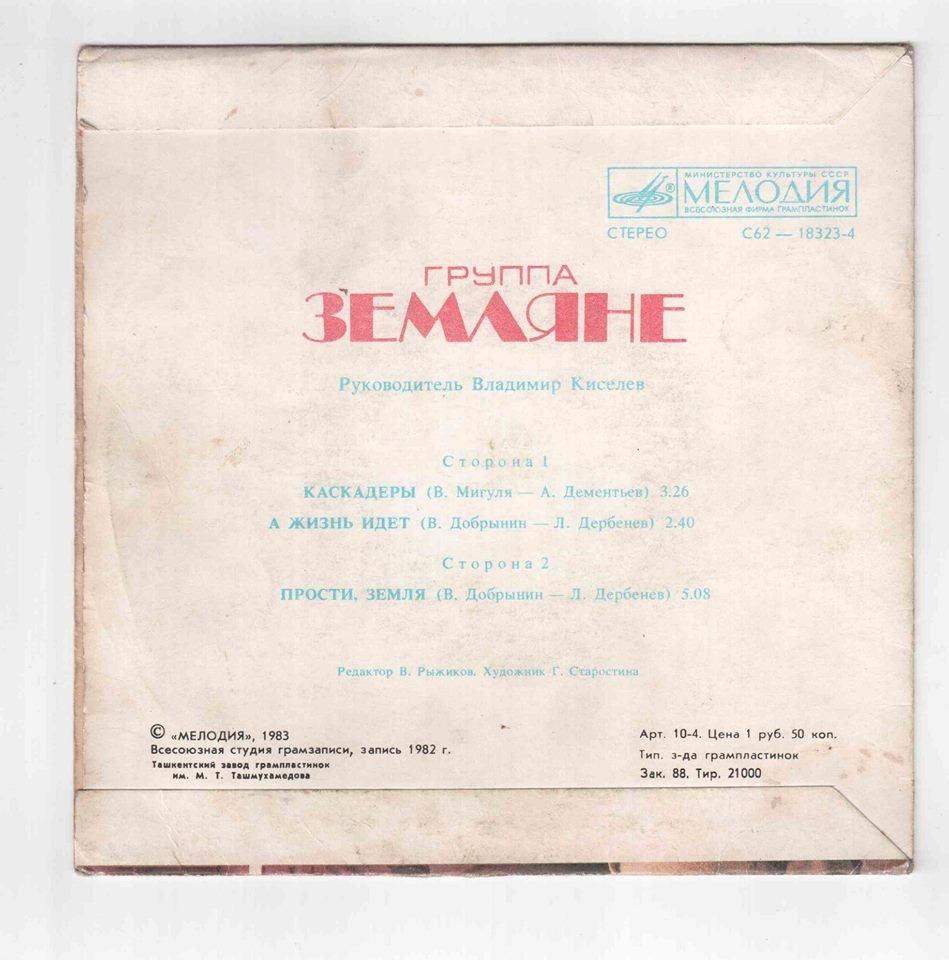 МИНИСТЕРСТВО КУЛЬТУРЫ СССР
® МЕЛОДИЯ
ВСЕСОЮЗНАЯ ФИРМА ГРАМПЛАСТИНОК
СТЕРЕО С62 — 18323-4
ГРУППА
ЗЕМЛЯНЕ
Руководитель Владимир Киселев
Сторона 1
КАСКАДЕРЫ (В. Мигуля — А. Дементьев) 3.26
А ЖИЗНЬ ИДЕТ (В. Добрынин — Л. Дербенев) 2.40
Сторона 2
ПРОСТИ, ЗЕМЛЯ (В. Добрынин — Л. Дербенев) 5.08
Редактор В. Рыжиков. Художник Г. Старостина
© «МЕЛОДИЯ», 1983
Всесоюзная студия грамзаписи, запись 1982 г.
Ташкентский завод грампластинок
им. М. Т. Ташмухамедова
Арт. 10-4. Цена 1 руб. 50 коп.
Тип. з-да грампластинок
Зак. 88. Тир. 21000